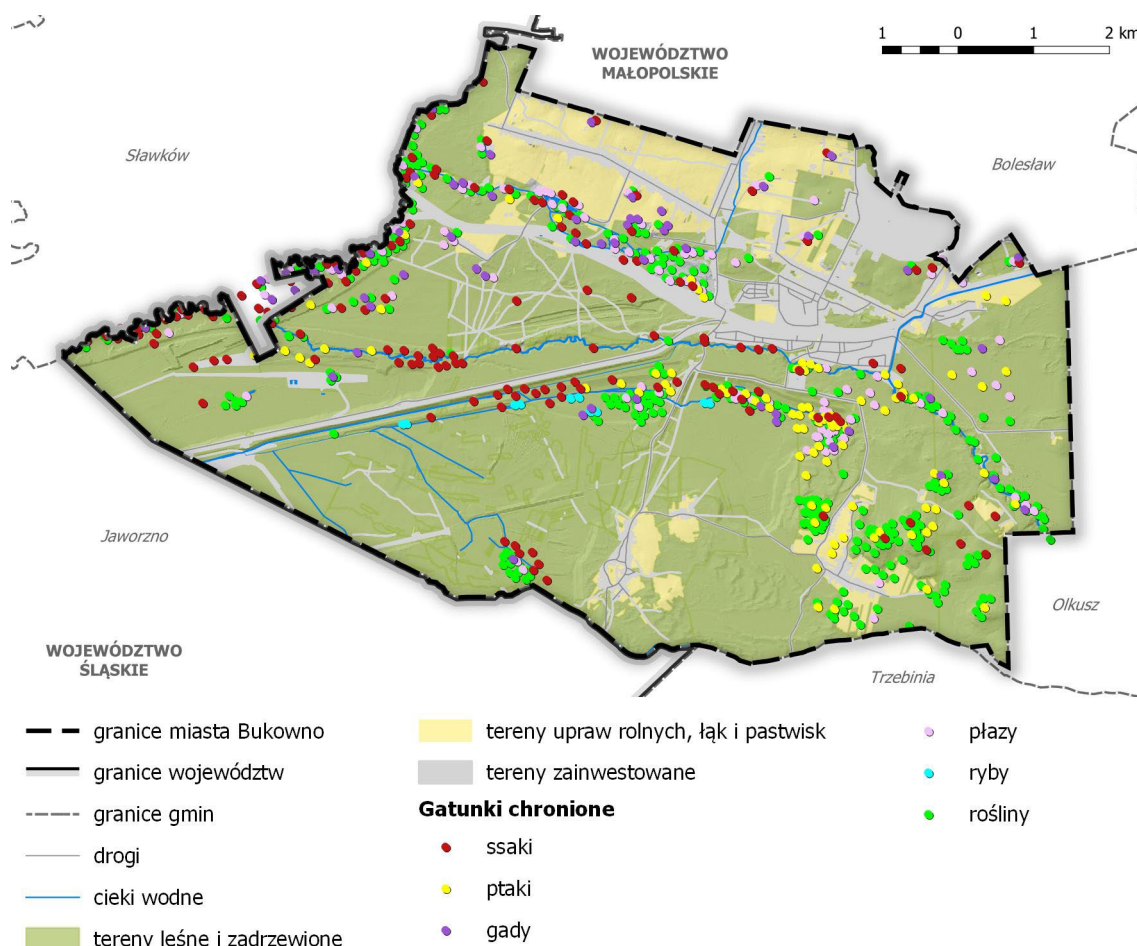 1 0 1 2 km
WOJEWÓDZTWO
MAŁOPOLSKIE
Sławków
Bolesław
Jaworzno
Olkusz
WOJEWÓDZTWO
ŚLĄSKIE
Trzebinia
granice miasta Bukowno
granice województw
granice gmin
drogi
cieki wodne
tereny leśne i zadrzewione
tereny upraw rolnych, łąk i pastwisk
tereny zainwestowane
Gatunki chronione
ssaki
ptaki
gady
płazy
ryby
rośliny